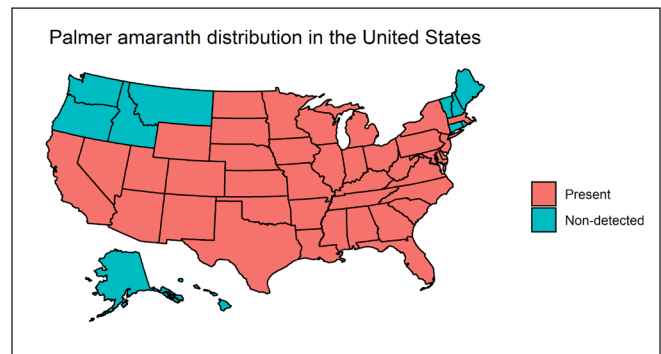 Palmer amaranth distribution in the United States
Present
Non-detected